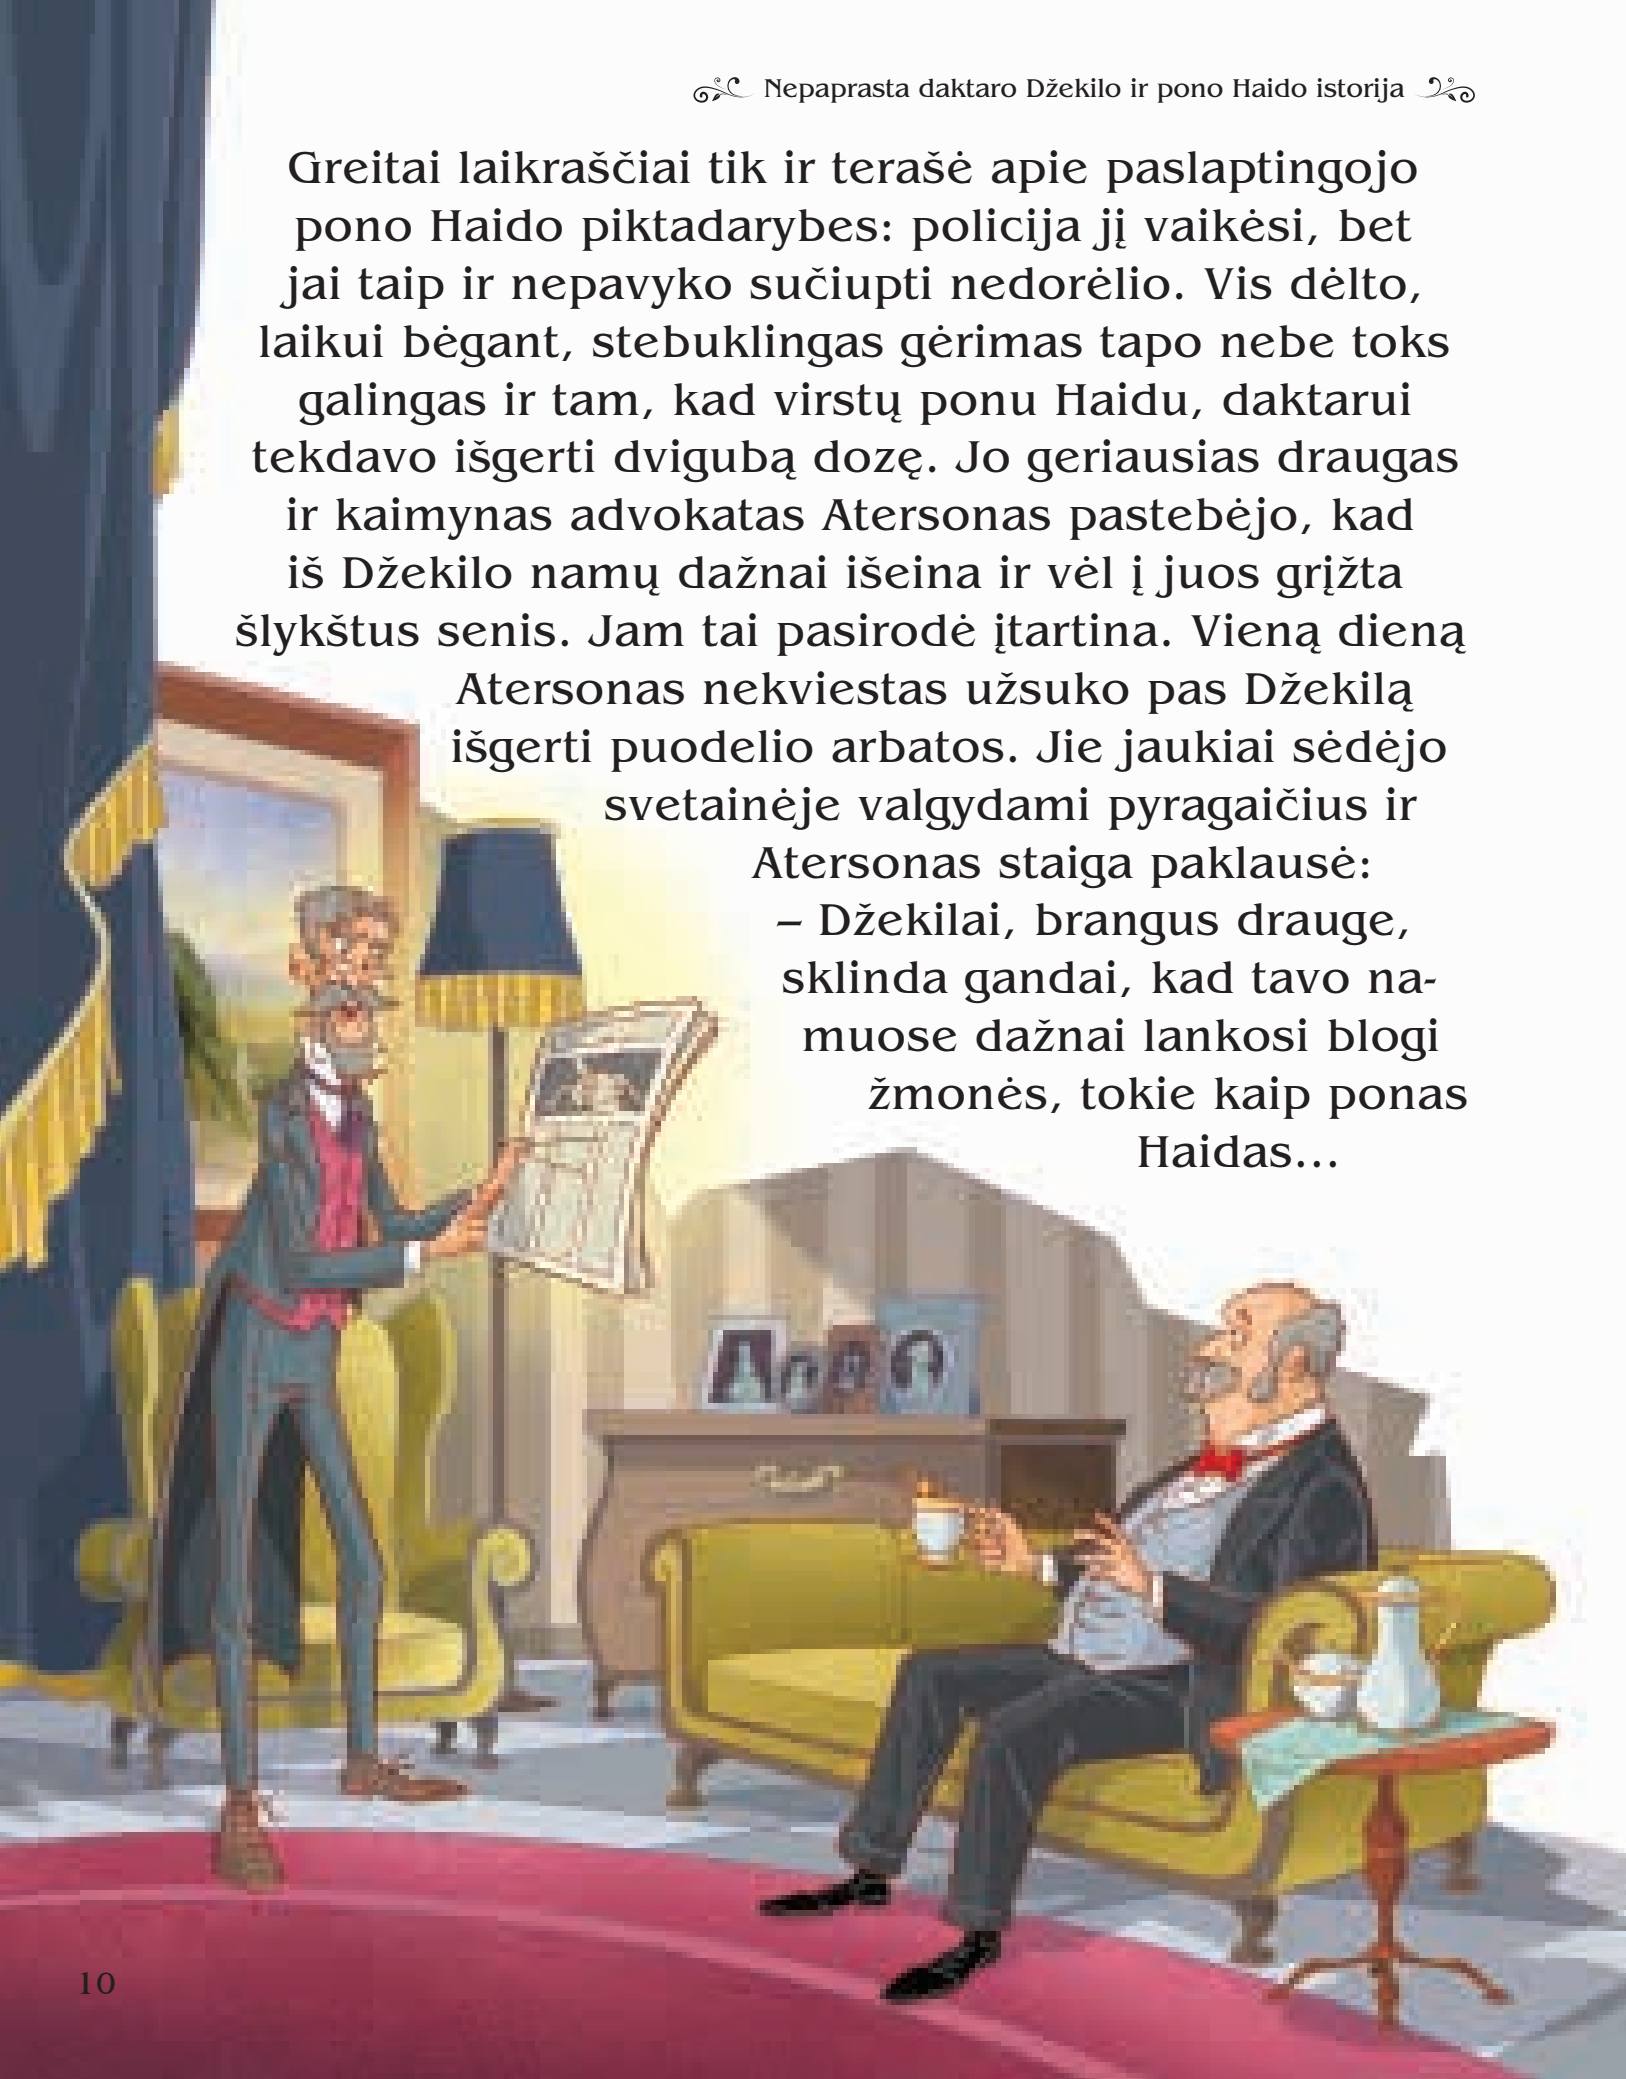 Nepaprasta daktaro Džekilo ir pono Haido istorija
Greitai laikraščiai tik ir terašė apie paslaptingojo
pono Haido piktadarybes: policija jį vaikėsi, bet
jai taip ir nepavyko sučiupti nedorėlio. Vis dėlto,
laikui bėgant, stebuklingas gėrimas tapo nebe toks
galingas ir tam, kad virstų ponu Haidu, daktarui
tekdavo išgerti dvigubą dozę. Jo geriausias draugas
ir kaimynas advokatas Atersonas pastebėjo, kad
iš Džekilo namų dažnai išeina ir vėl į juos grįžta
šlykštus senis. Jam tai pasirodė įtartina. Vieną dieną
Atersonas nekviestas užsuko pas Džekilą
išgerti puodelio arbatos. Jie jaukiai sėdėjo
svetainėje valgydami pyragaičius ir
Atersonas staiga paklausė:
– Džekilai, brangus drauge,
sklinda gandai, kad tavo na-
muose dažnai lankosi blogi
žmonės, tokie kaip ponas
Haidas...
10